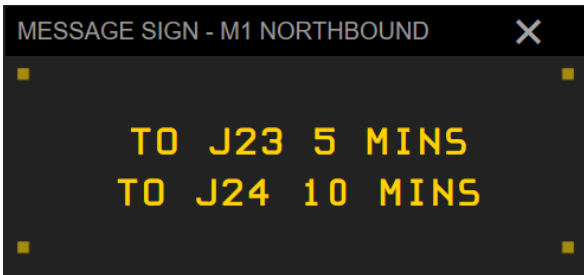 MESSAGE SIGN - M1 NORTHBOUND
TO J23 5 MINS
TO J24 10 MINS